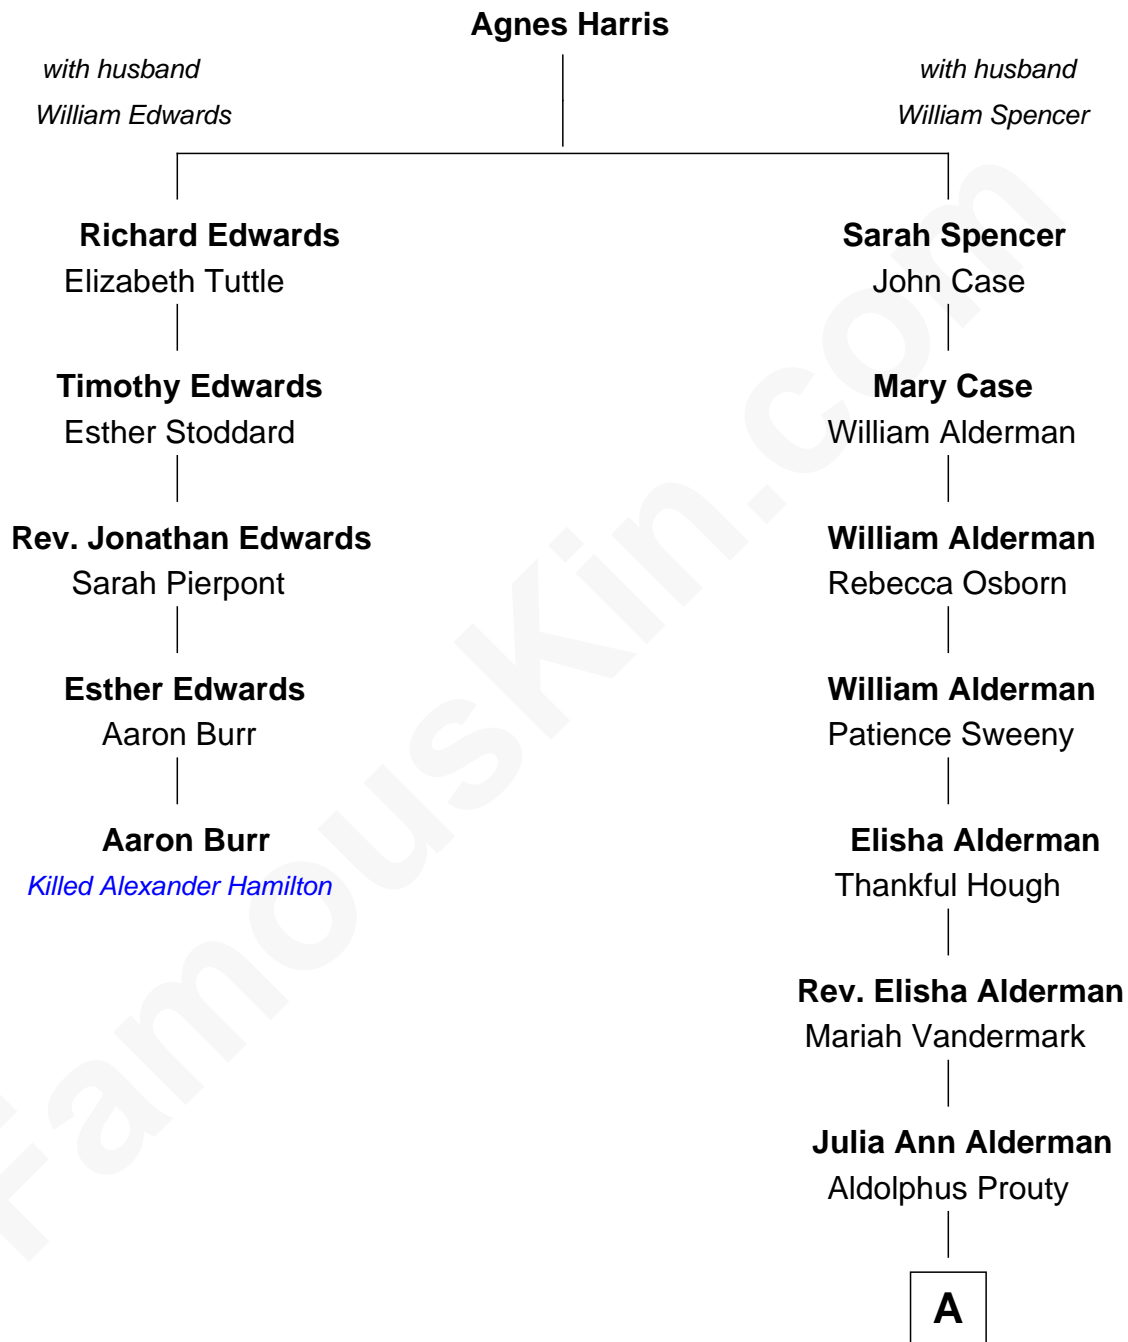 Agnes Harris
with husband
William Edwards
with husband
William Spencer
Richard Edwards
Elizabeth Tuttle
Timothy Edwards
Esther Stoddard
Rev. Jonathan Edwards
Sarah Pierpont
Esther Edwards
Aaron Burr
Aaron Burr
Killed Alexander Hamilton
Sarah Spencer
John Case
Mary Case
William Alderman
William Alderman
Rebecca Osborn
William Alderman
Patience Sweeny
Elisha Alderman
Thankful Hough
Rev. Elisha Alderman
Mariah Vandermark
Julia Ann Alderman
Aldolphus Prouty
A
FamousKin.com